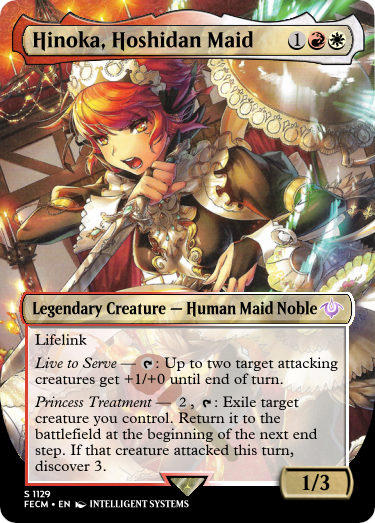 Hinoka, Hoshidan Maid 1
Legendary Creature — Human Maid Noble
Lifelink
Live to Serve — : Up to two target attacking
creatures get +1/+0 until end of turn.
Princess Treatment — 2 , : Exile target
creature you control. Return it to the
battlefield at the beginning of the next end
step. If that creature attacked this turn,
discover 3.
1/3
S 1129
FECM • EN INTELLIGENT SYSTEMS